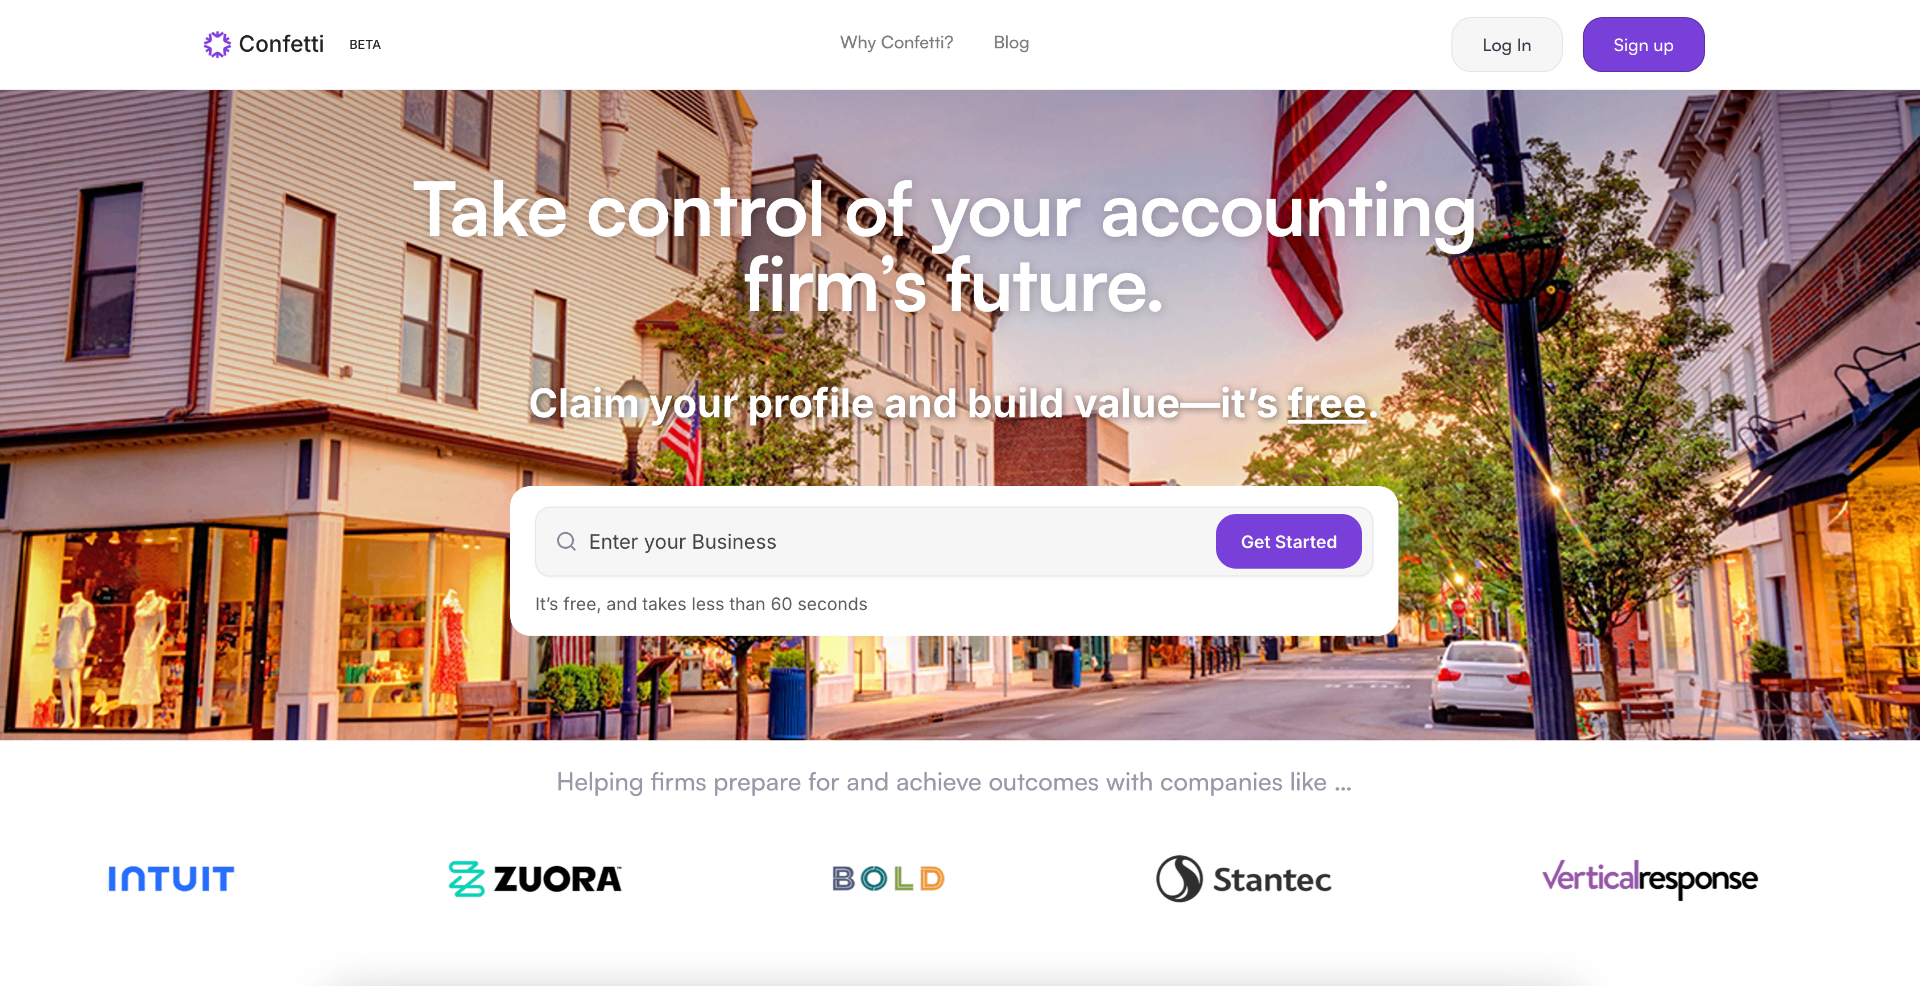 Confetti BETA
Why Confetti? Blog
Log In
Sign up
Take control of your accounting
firm’s future.
Claim your profile and build value—it’s free.
Enter your Business
Get Started
It’s free, and takes less than 60 seconds
Helping firms prepare for and achieve outcomes with companies like ...
INTUIT
ZUORA
BOLD
Stantec
Verticalresponse